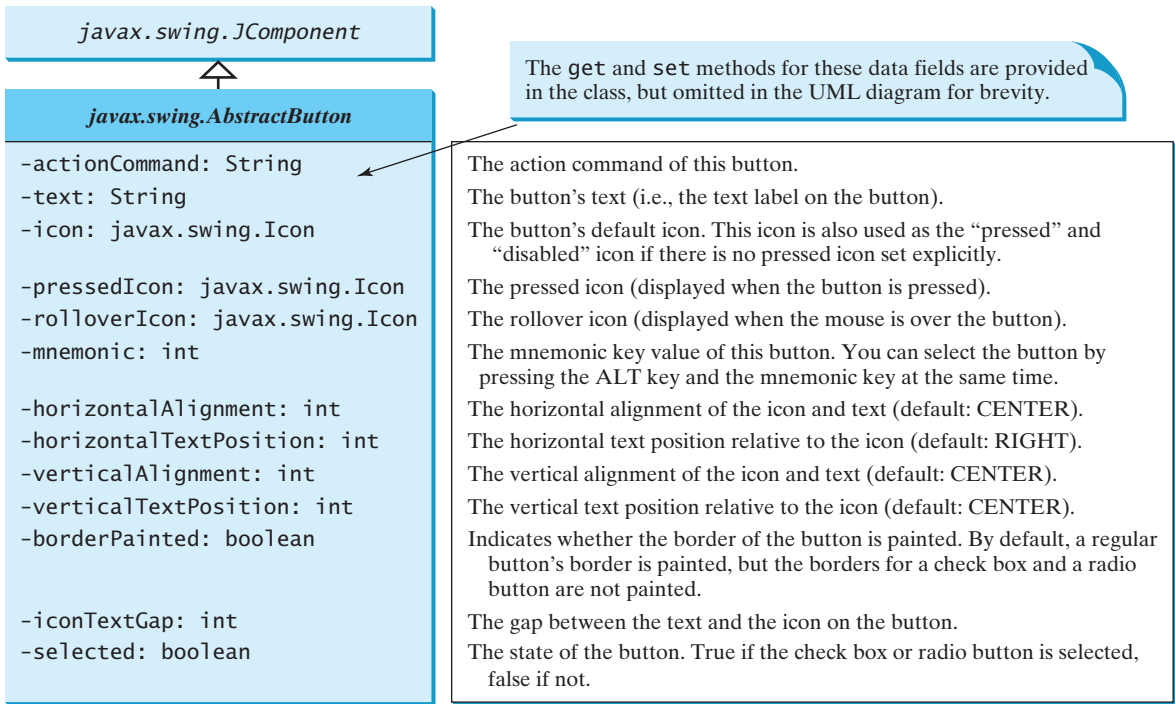 javax.swing.JComponent
The get and set methods for these data fields are provided
in the class, but omitted in the UML diagram for brevity.
javax.swing.AbstractButton
-actionCommand: String
The action command of this button.
-text: String
The button's text (i.e., the text label on the button).
-icon: javax.swing.Icon
The button's default icon. This icon is also used as the “pressed” and
“disabled” icon if there is no pressed icon set explicitly.
-pressedIcon: javax.swing.Icon
The pressed icon (displayed when the button is pressed).
-rolloverIcon: javax.swing.Icon
The rollover icon (displayed when the mouse is over the button).
-mnemonic: int
The mnemonic key value of this button. You can select the button by
pressing the ALT key and the mnemonic key at the same time.
-horizontalAlignment: int
The horizontal alignment of the icon and text (default: CENTER).
-horizontalTextPosition: int
The horizontal text position relative to the icon (default: RIGHT).
-verticalAlignment: int
The vertical alignment of the icon and text (default: CENTER).
-verticalTextPosition: int
The vertical text position relative to the icon (default: CENTER).
-borderPainted: boolean
Indicates whether the border of the button is painted. By default, a regular
button's border is painted, but the borders for a check box and a radio
button are not painted.
-iconTextGap: int
The gap between the text and the icon on the button.
-selected: boolean
The state of the button. True if the check box or radio button is selected,
false if not.